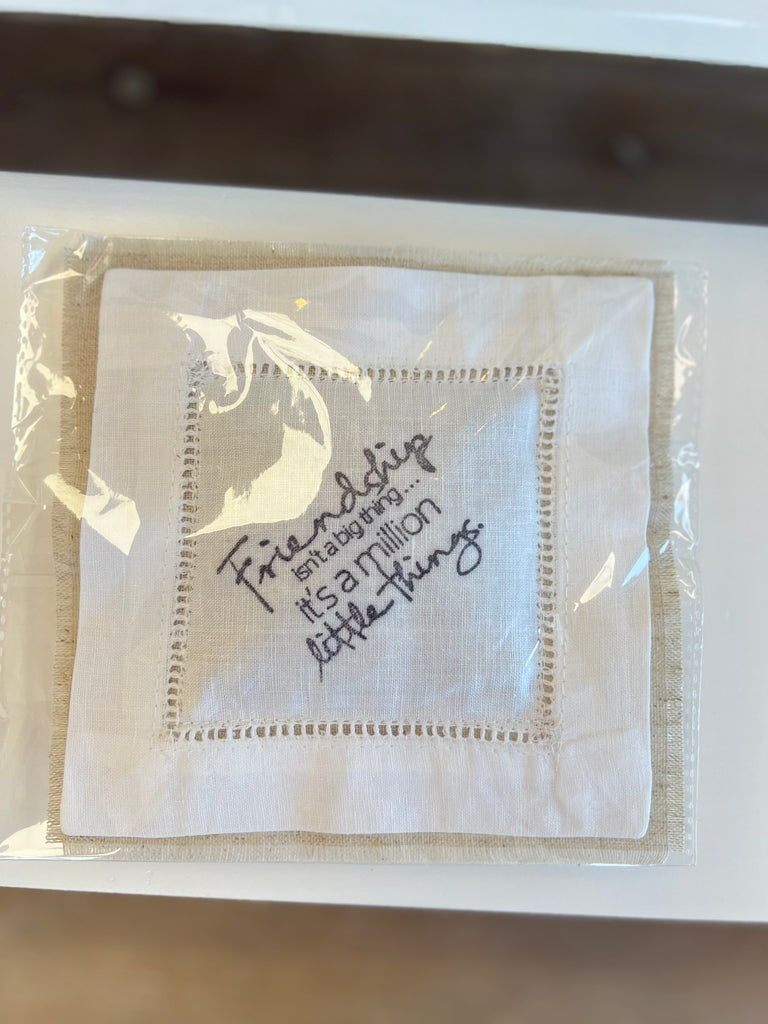 Friendship
isn't a big thing....
it's a million
little things.